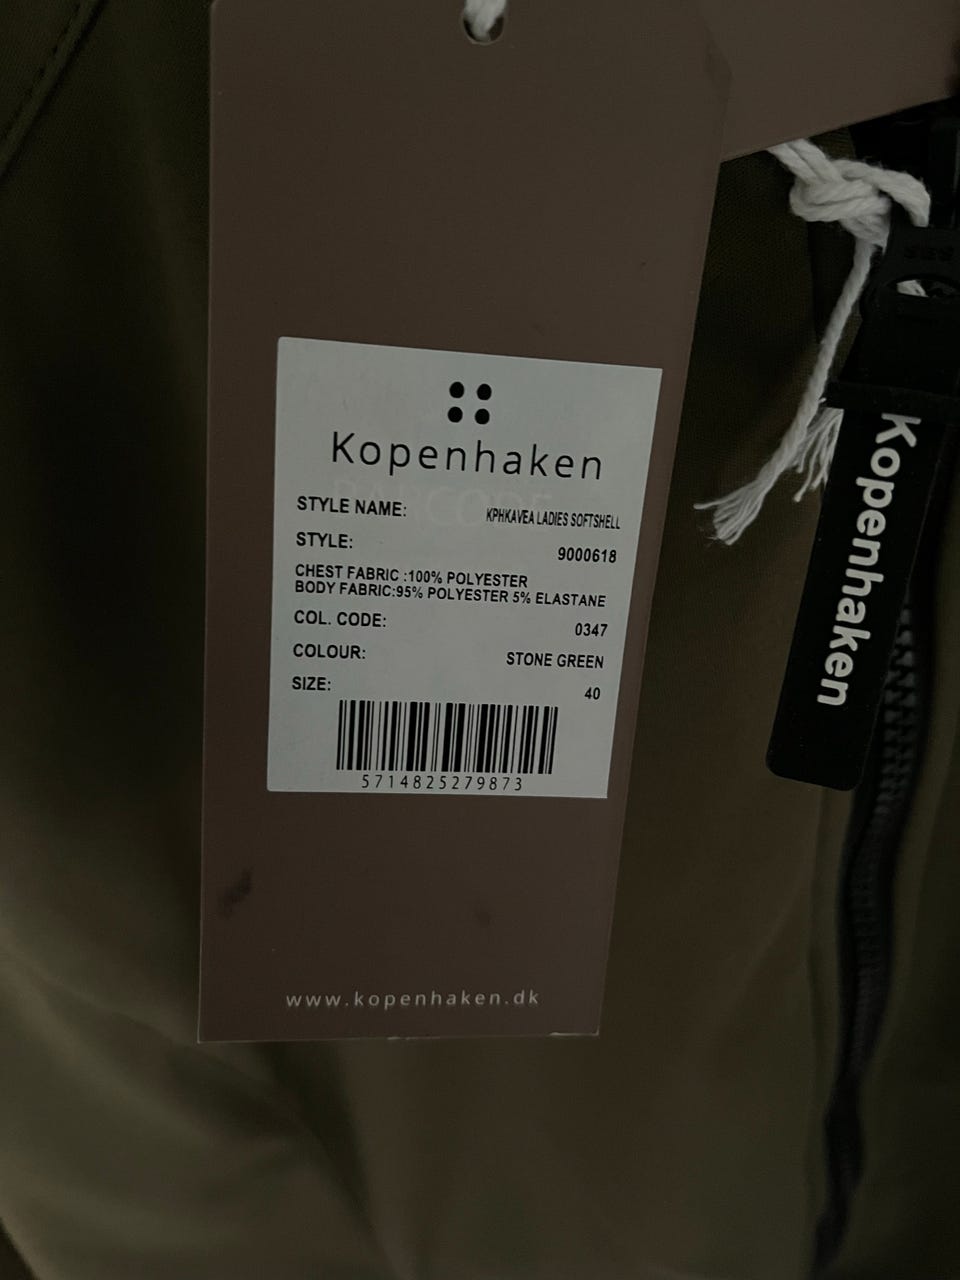 Kopenhaken
STYLE NAME: KPHKAVEA LADIES SOFTSHELL
STYLE: 9000618
CHEST FABRIC :100% POLYESTER
BODY FABRIC:95% POLYESTER 5% ELASTANE
COL. CODE: 0347
COLOUR: STONE GREEN
SIZE: 40
5714825279873
www.kopenhaken.dk
Kopenhaken
BARCODE